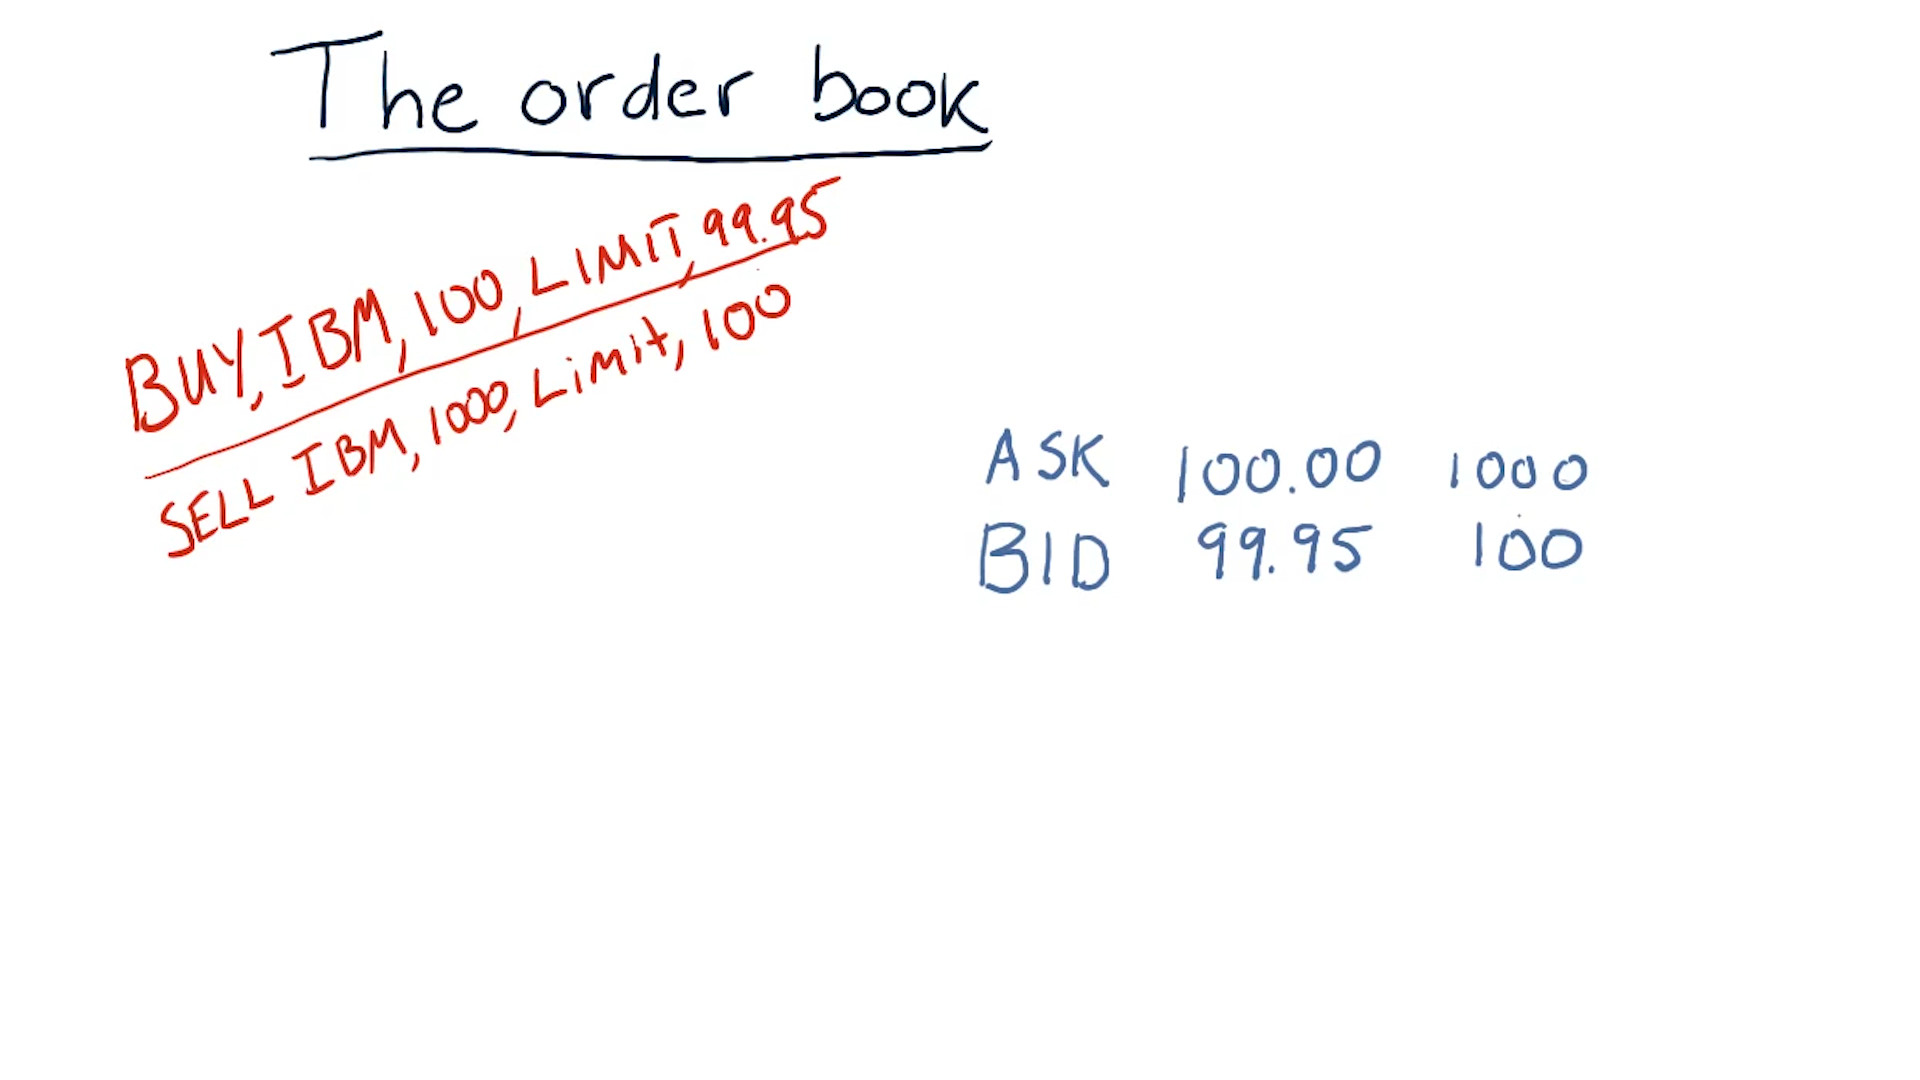 The order book
BUY, IBM, 100, LIMIT, 99.95
SELL IBM, 1000, Limit, 100
ASK 100.00 1000
BID 99.95 100